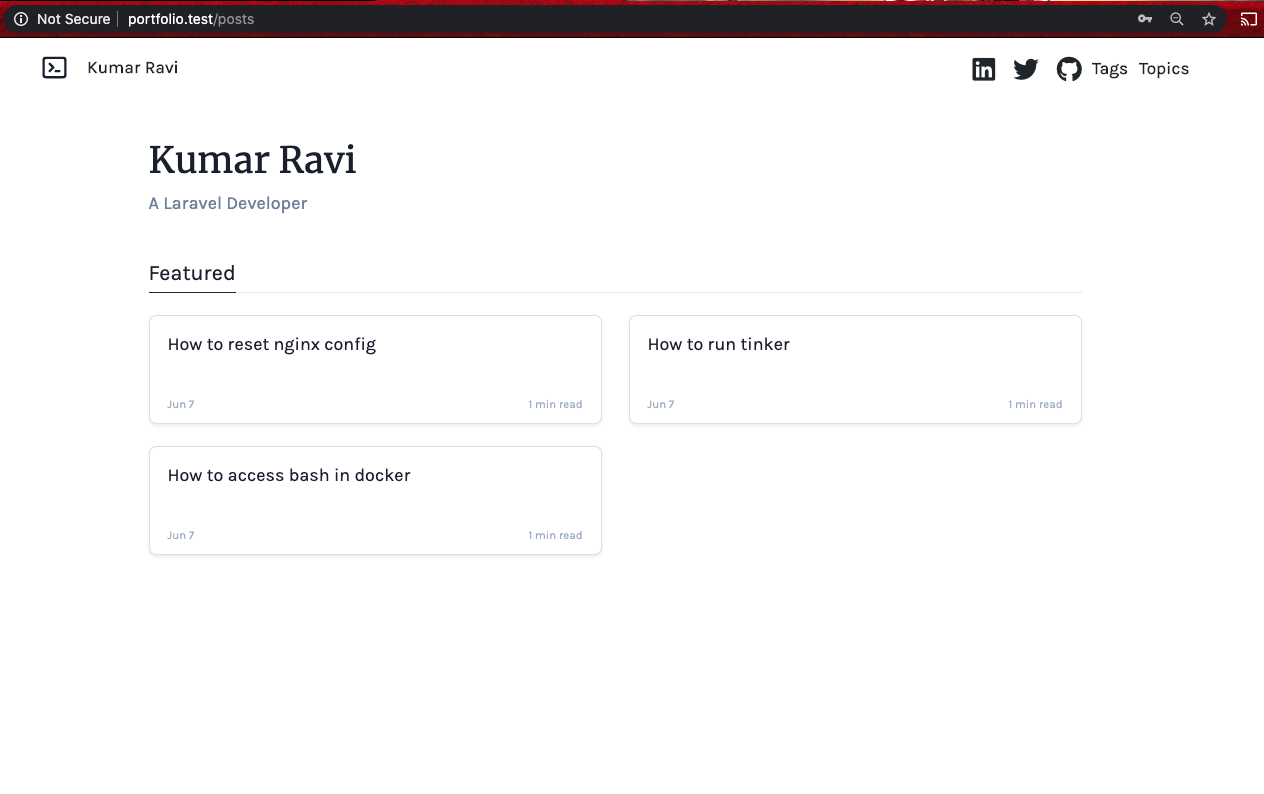 Not Secure portfolio.test/posts
Kumar Ravi
Tags Topics
Kumar Ravi
A Laravel Developer
Featured
How to reset nginx config
Jun 7 1 min read
How to run tinker
Jun 7 1 min read
How to access bash in docker
Jun 7 1 min read